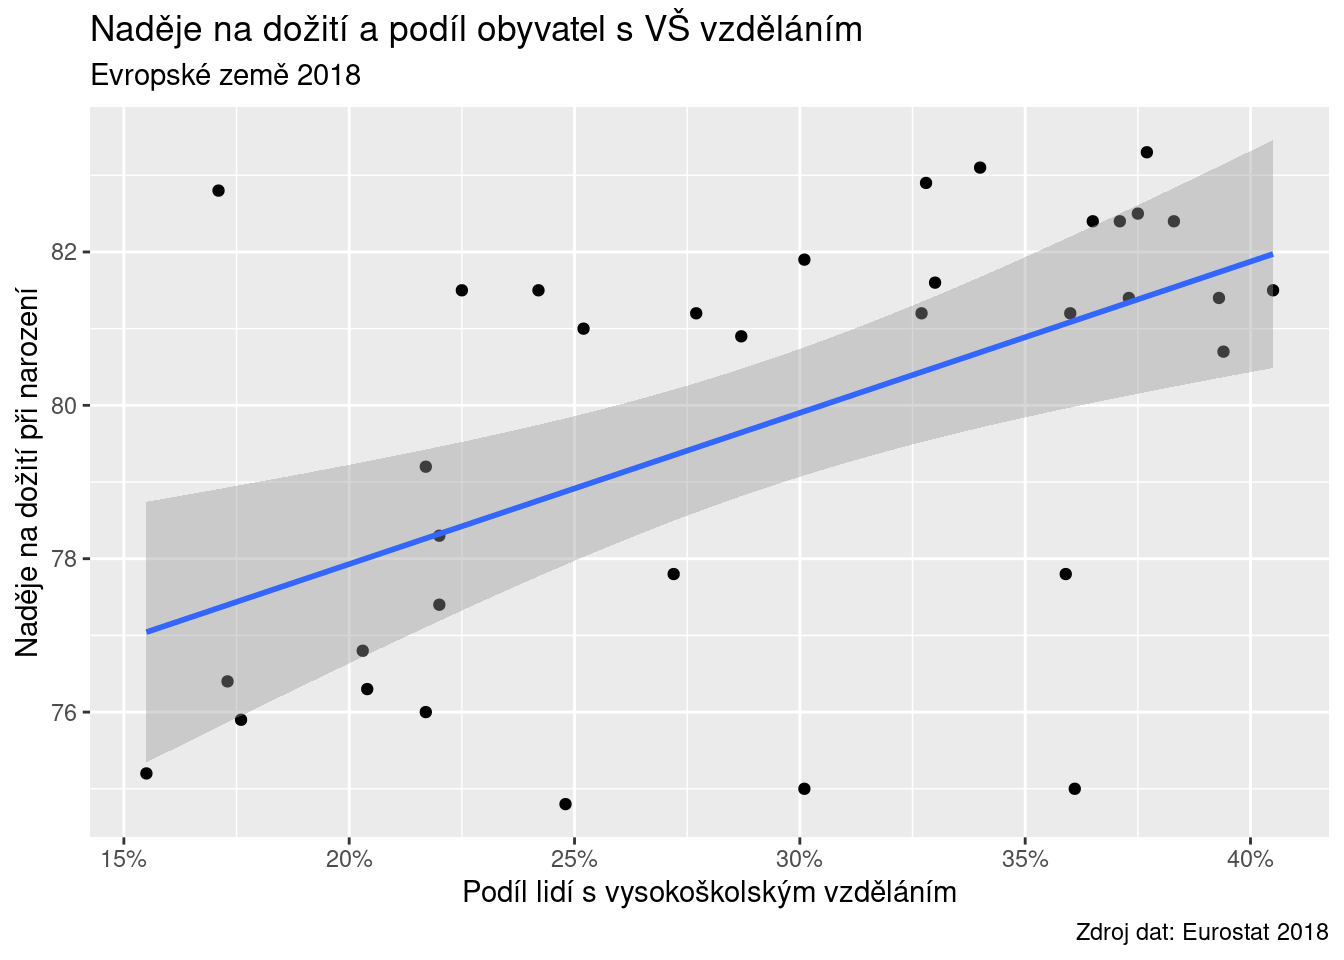 Naděje na dožití a podíl obyvatel s VŠ vzděláním
Evropské země 2018
Naděje na dožití při narození
82
80
78
76
15% 20% 25% 30% 35% 40%
Podíl lidí s vysokoškolským vzděláním
Zdroj dat: Eurostat 2018